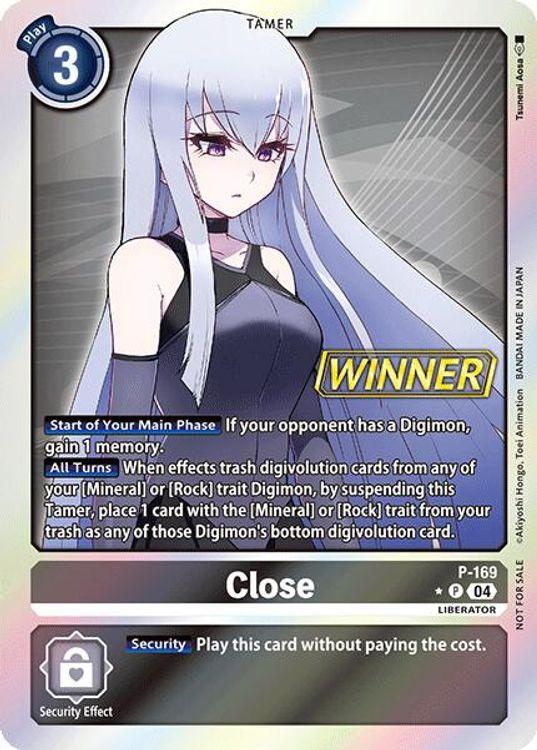 TAMER
Play
3
Tsunemi Aosa
WINNER
Start of Your Main Phase If your opponent has a Digimon,
gain 1 memory.
All Turns When effects trash digivolution cards from any of
your [Mineral] or [Rock] trait Digimon, by suspending this
Tamer, place 1 card with the [Mineral] or [Rock] trait from your
trash as any of those Digimon's bottom digivolution card.
©Akiyoshi Hongo, Toei Animation BANDAI MADE IN JAPAN
NOT FOR SALE
Close
P-169
P 04
LIBERATOR
Security Play this card without paying the cost.
Security Effect